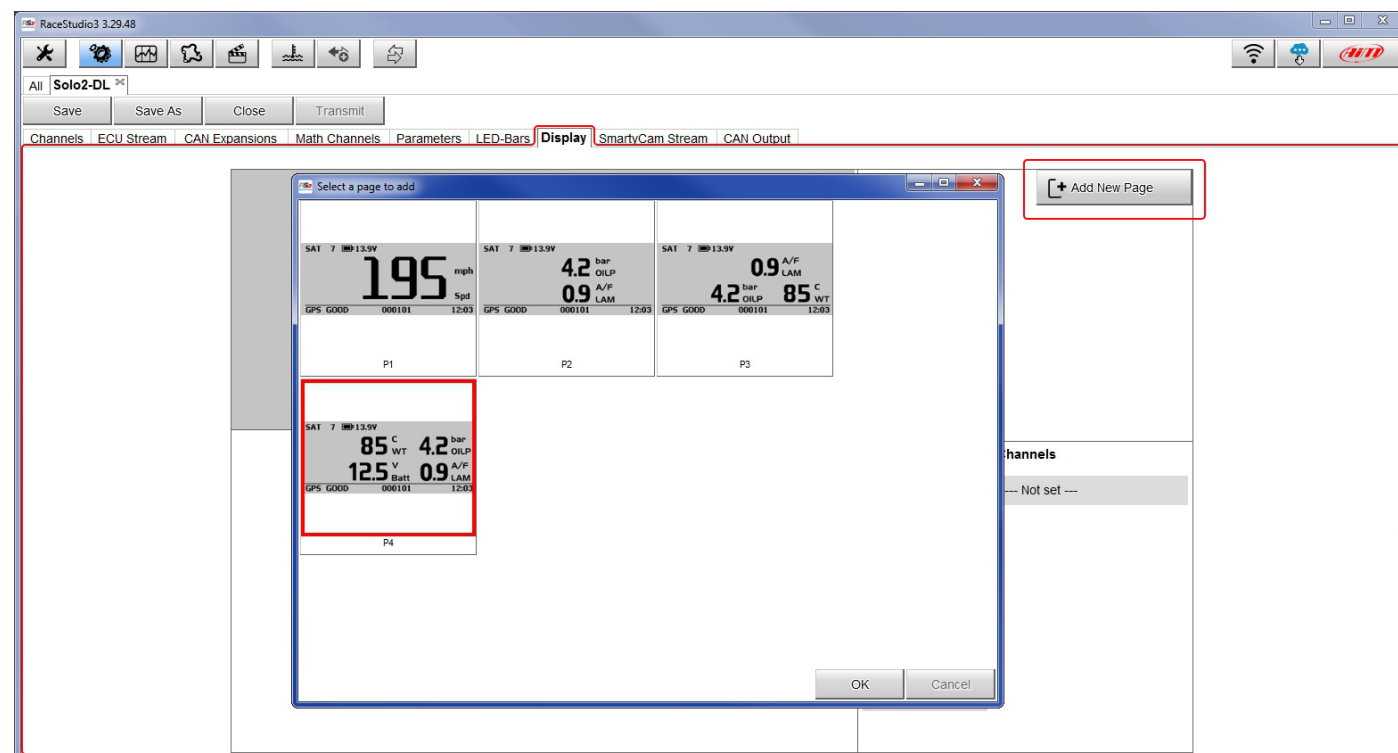 RaceStudio3 3.29.48
AiM
All Solo2-DL
Save Save As Close Transmit
Channels ECU Stream CAN Expansions Math Channels Parameters LED-Bars Display SmartyCam Stream CAN Output
Select a page to add
Add New Page
SAT 7 13.9V
195 mph
Spd
GPS GOOD 000101 12:03
P1
SAT 7 13.9V
4.2 bar
OILP
0.9 A/F
LAM
GPS GOOD 000101 12:03
P2
SAT 7 13.9V
0.9 A/F
LAM
4.2 bar
OILP
85 C
WT
GPS GOOD 000101 12:03
P3
SAT 7 13.9V
85 C
WT
4.2 bar
OILP
12.5 V
Batt
0.9 A/F
LAM
GPS GOOD 000101 12:03
P4
hannels
--- Not set ---
OK Cancel